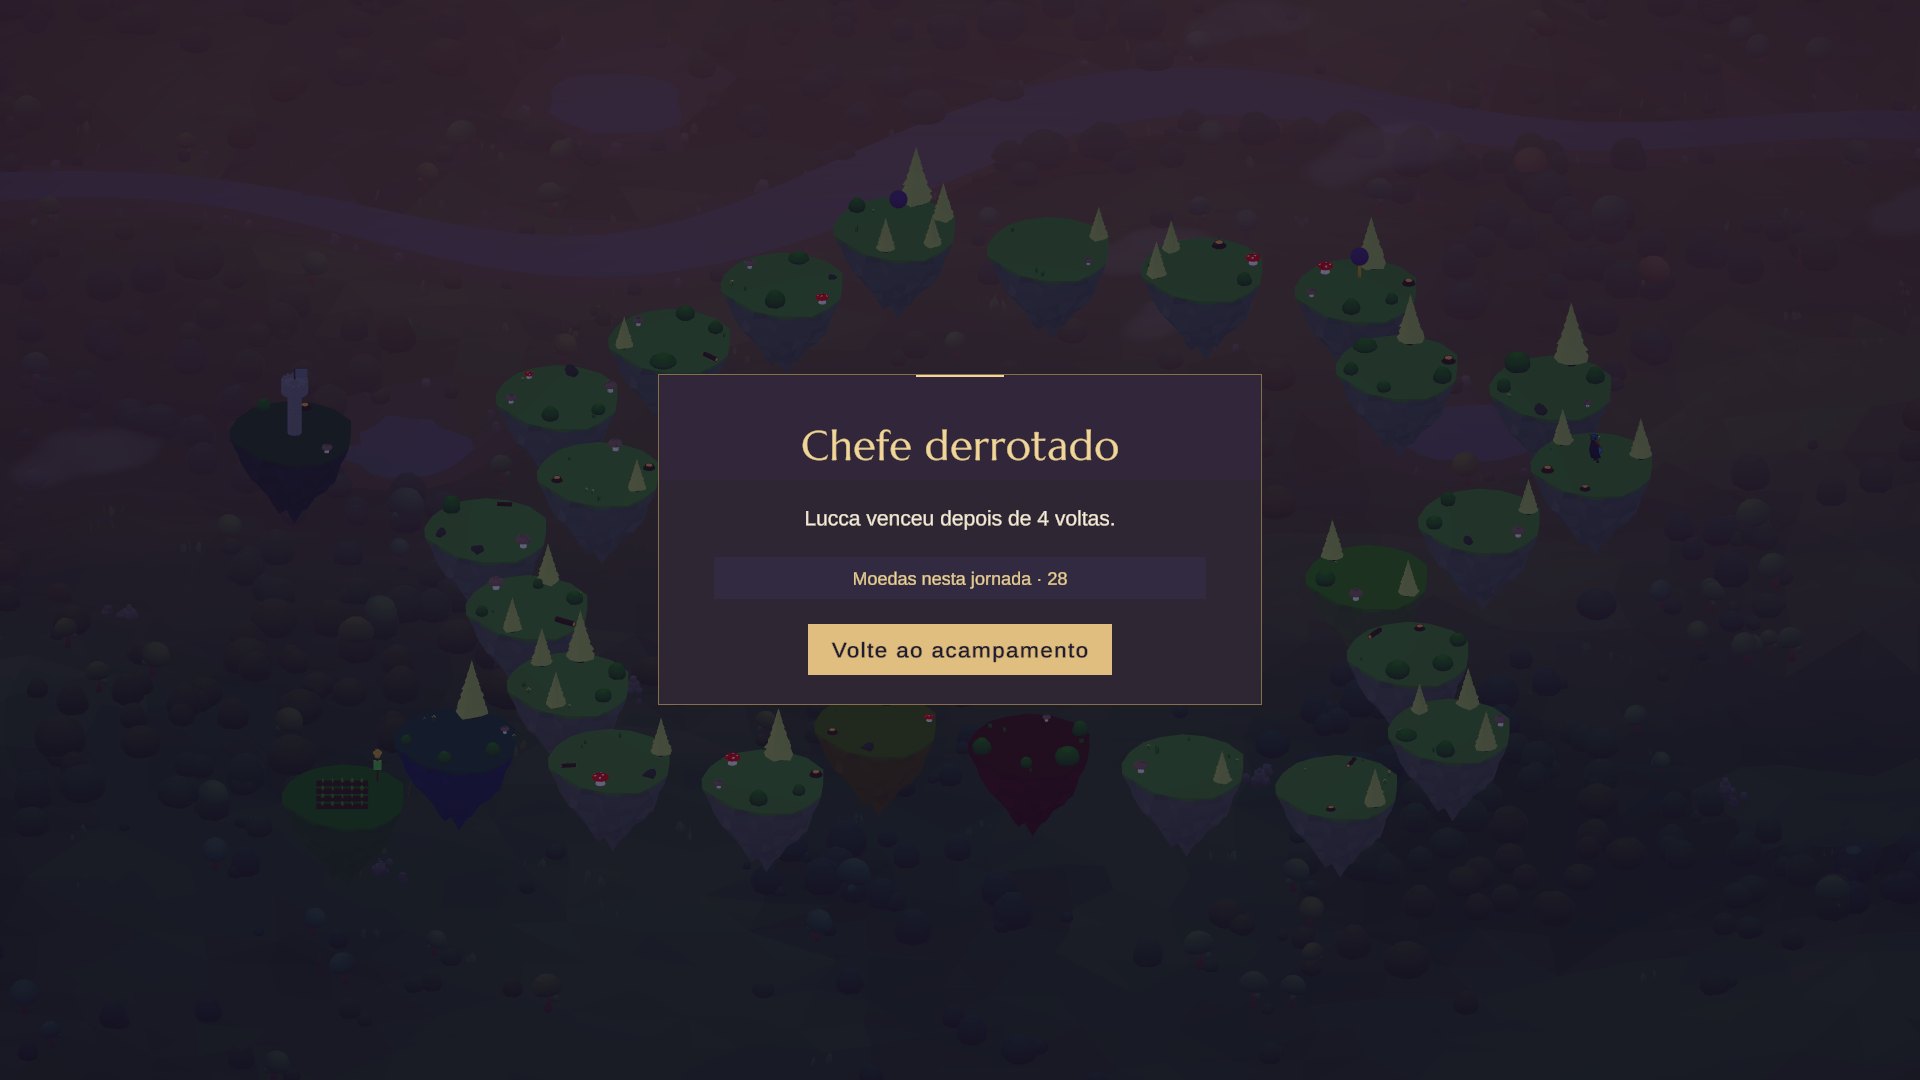 Chefe derrotado
Lucca venceu depois de 4 voltas.
Moedas nesta jornada · 28
Volte ao acampamento